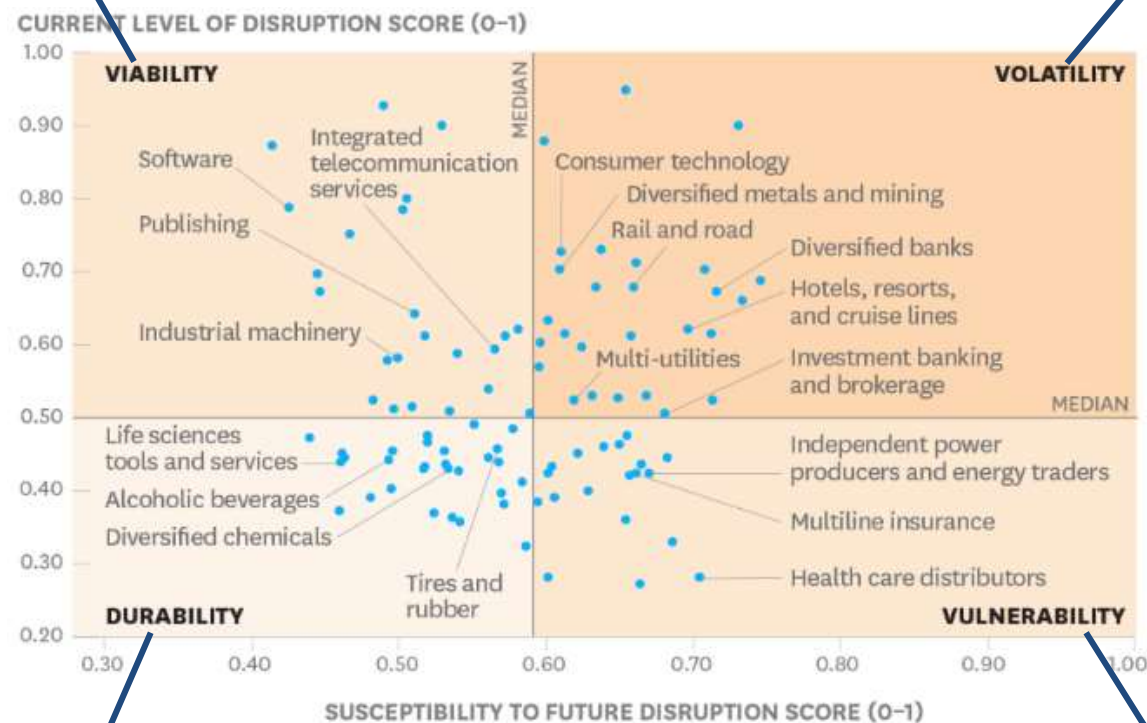 CURRENT LEVEL OF DISRUPTION SCORE (0–1)
1.00
VIABILITY
MEDIAN
VOLATILITY
0.90
Integrated
telecommunication
services
Software
Consumer technology
0.80
Diversified metals and mining
Publishing
Rail and road
Diversified banks
0.70
Hotels, resorts,
and cruise lines
Industrial machinery
0.60
Multi-utilities
Investment banking
and brokerage
MEDIAN
0.50
Life sciences
tools and services
Independent power
producers and energy traders
0.40
Alcoholic beverages
Multiline insurance
Diversified chemicals
0.30
Tires and
rubber
Health care distributors
DURABILITY
VULNERABILITY
0.20
0.30
0.40
0.50
0.60
0.70
0.80
0.90
1.00
SUSCEPTIBILITY TO FUTURE DISRUPTION SCORE (0–1)